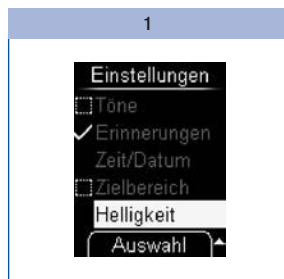 1
Einstellungen
Töne
Erinnerungen
Zeit/Datum
Zielbereich
Helligkeit
Auswahl